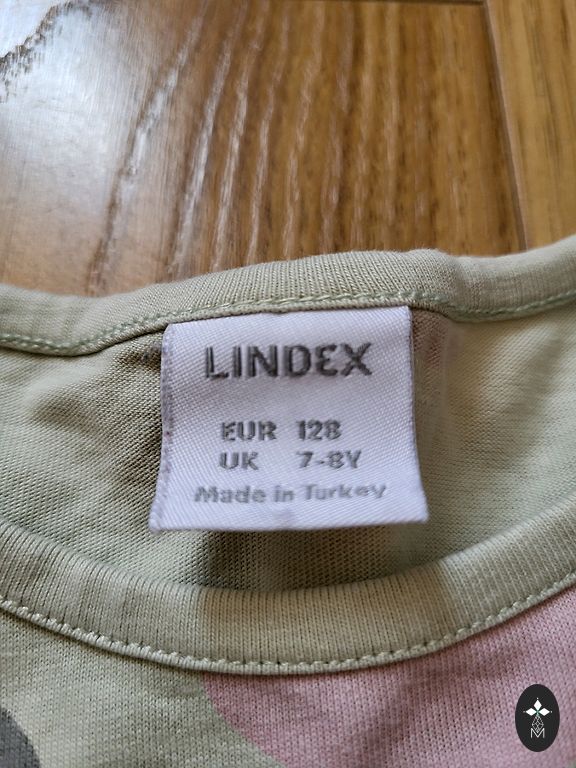 LINDEX
EUR 128
UK 7-8Y
Made in Turkey
M